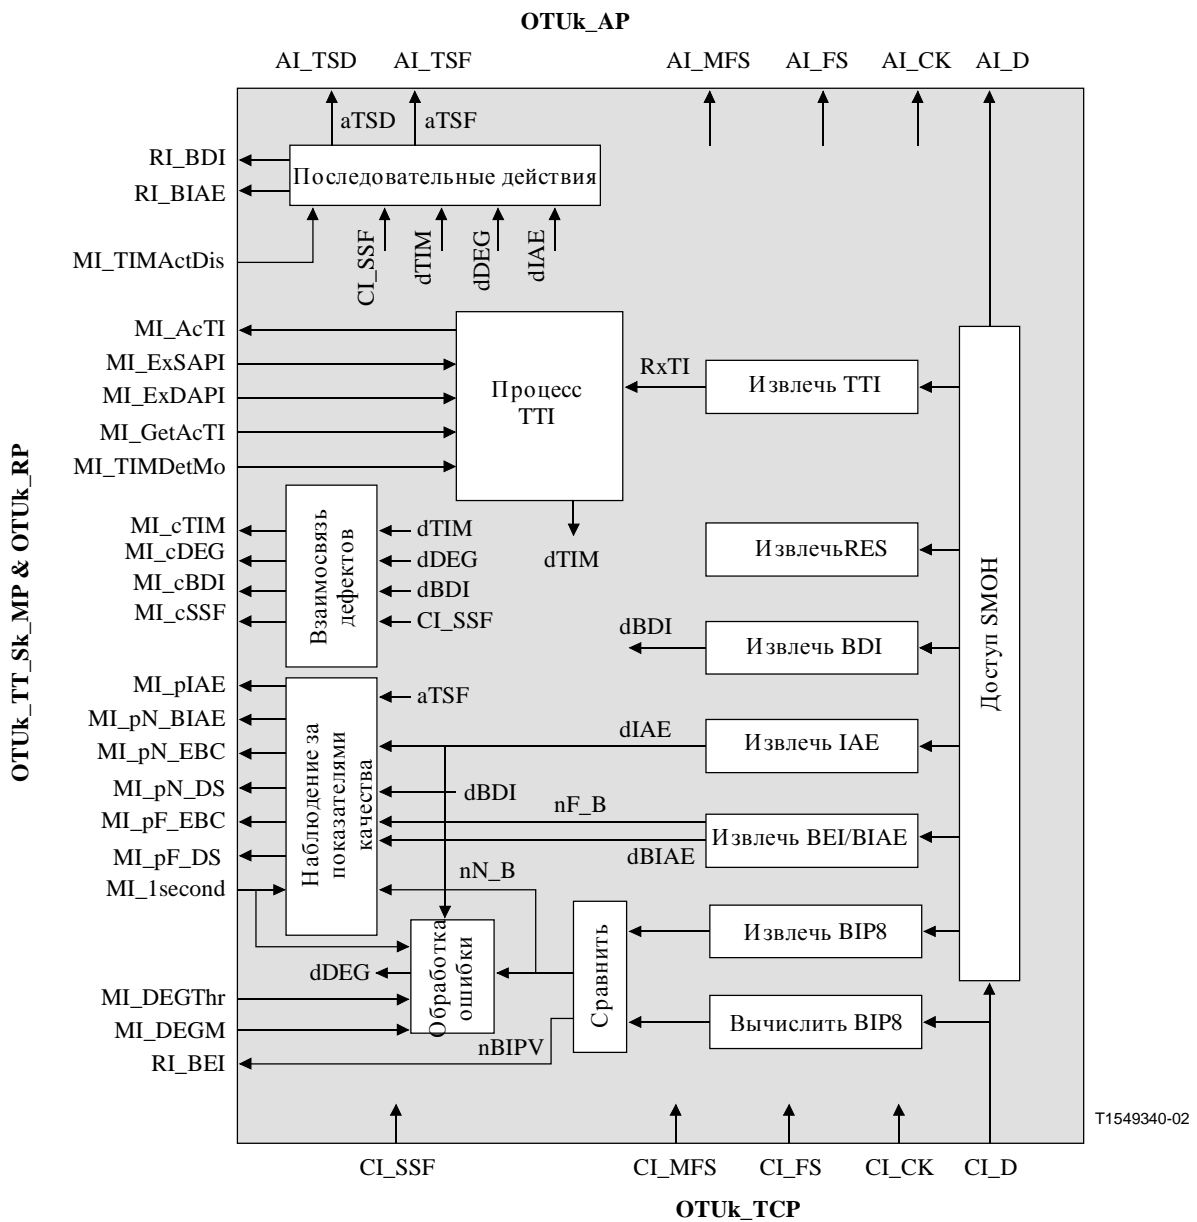 OTUk_AP
AI_TSD
AI_TSF
AI_MFS
AI_FS
AI_CK
AI_D
aTSD
aTSF
RI_BDI
RI_BIAE
Последовательные действия
MI_TIMActDis
CI_SSF
dTIM
dDEG
dIAE
MI_AcTI
MI_ExSAPI
MI_ExDAPI
MI_GetAcTI
MI_TIMDetMo
Процесс
TTI
RxTI
Извлечь TTI
OTUk_TT_Sk_MP & OTUk_RP
MI_cTIM
MI_cDEG
MI_cBDI
MI_cSSF
Взаимосвязь
дефектов
dTIM
dDEG
dBDI
CI_SSF
dTIM
ИзвлечьRES
dBDI
Извлечь BDI
Доступ SMOH
MI_pIAE
MI_pN_BIAE
MI_pN_EBC
MI_pN_DS
MI_pF_EBC
MI_pF_DS
MI_1second
Наблюдение за
показателями
качества
aTSF
dIAE
Извлечь IAE
dBDI
nF_B
Извлечь BEI/BIAE
dBIAE
nN_B
Извлечь BIP8
Обработка
ошибки
Сравнить
dDEG
MI_DEGThr
MI_DEGM
RI_BEI
nBIPV
Вычислить BIP8
T1549340-02
CI_SSF
CI_MFS
CI_FS
CI_CK
CI_D
OTUk_TCP